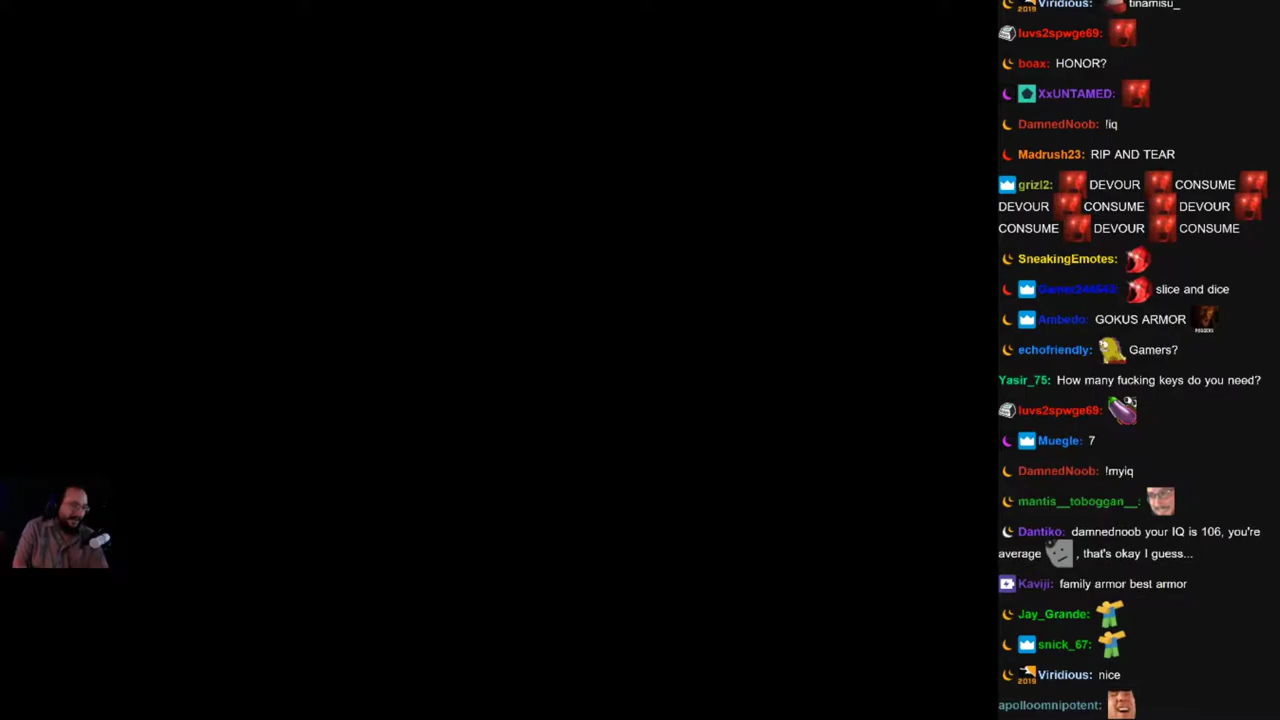 Viridious: tinamisu_
luvs2spwge69:
boax: HONOR?
XxUNTAMED:
DamnedNoob: !iq
Madrush23: RIP AND TEAR
grizl2: DEVOUR CONSUME
DEVOUR CONSUME DEVOUR
CONSUME DEVOUR CONSUME
SneakingEmotes:
slice and dice
Ambedo: GOKUS ARMOR
echofriendly: Gamers?
Yasir_75: How many fucking keys do you need?
luvs2spwge69:
Muegle: 7
DamnedNoob: !myiq
mantis__toboggan__:
Dantiko: damnednoob your IQ is 106, you're
average , that's okay I guess...
Kaviji: family armor best armor
Jay_Grande:
snick_67:
2019 Viridious: nice
apolloomnipotent: